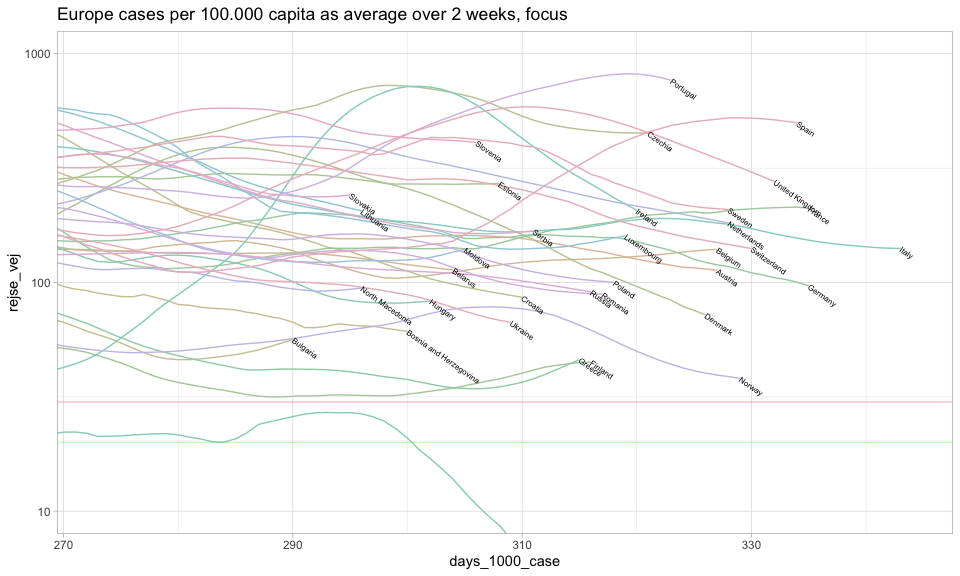 Europe cases per 100.000 capita as average over 2 weeks, focus
1000
Portugal
Spain
Czechia
Slovenia
United Kingdom
Estonia
France
Slovakia
Lithuania
Ireland
Sweden
Netherlands
Serbia
Luxembourg
Italy
Moldova
Belgium
Switzerland
Belarus
Austria
100
Poland
Germany
North Macedonia
Romania
Russia
Hungary
Croatia
Denmark
Ukraine
Bosnia and Herzegovina
Bulgaria
Greece
Finland
Norway
10
270
290
310
330
days_1000_case
rejse_vej